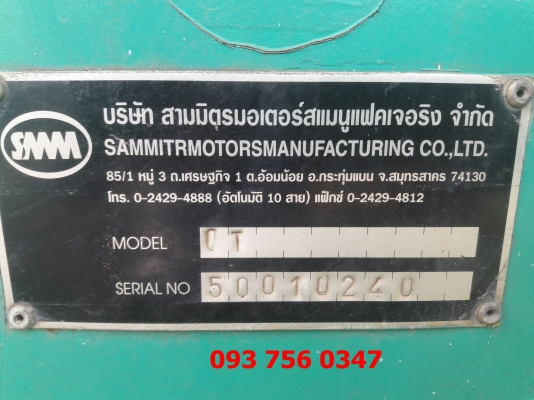 SMM
บริษัท สามมิตรมอเตอร์สแมนูแฟคเจอริง จำกัด
SAMMITRMOTORSMANUFACTURING CO.,LTD.
85/1 หมู่ 3 ถ.เศรษฐกิจ 1 ต.อ้อมน้อย อ.กระทุ่มแบน จ.สมุทรสาคร 74130
โทร. 0-2429-4888 (อัตโนมัติ 10 สาย) แฟ็กซ์ 0-2429-4812
MODEL CT
SERIAL NO 50010240
093 756 0347